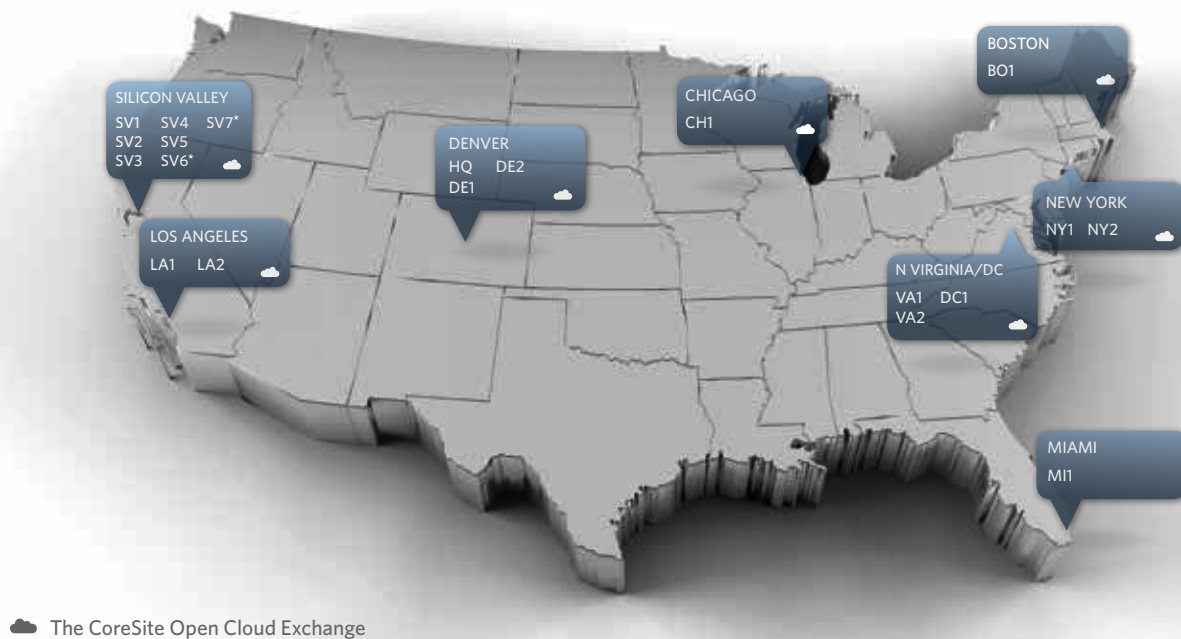 BOSTON
BO1
CHICAGO
CH1
SILICON VALLEY
SV1 SV4 SV7*
SV2 SV5
SV3 SV6*
DENVER
HQ DE2
DE1
NEW YORK
NY1 NY2
LOS ANGELES
LA1 LA2
N VIRGINIA/DC
VA1 DC1
VA2
MIAMI
MI1
The CoreSite Open Cloud Exchange